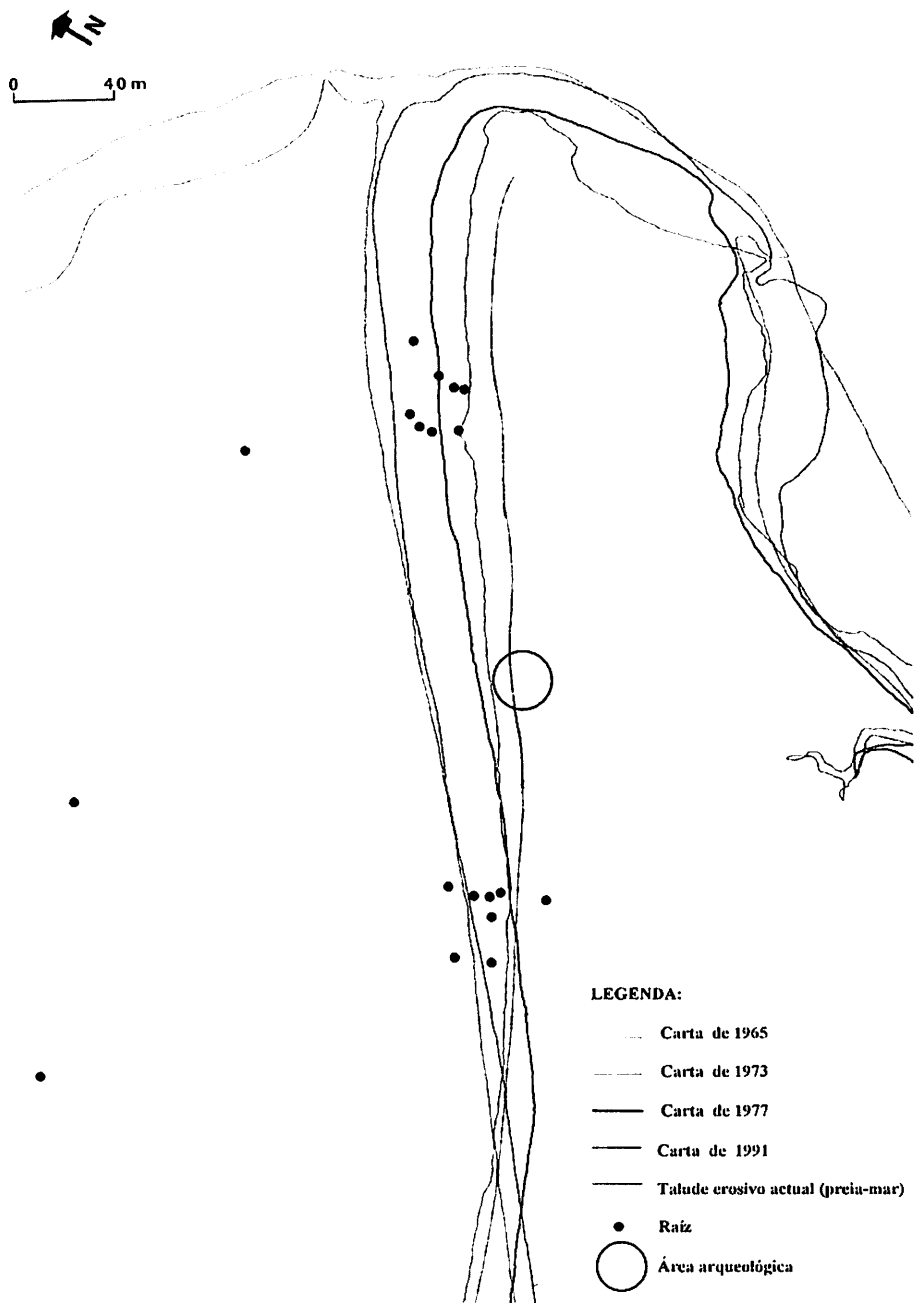 N
0 40 m
LEGENDA:
Carta de 1965
Carta de 1973
Carta de 1977
Carta de 1991
Talude erosivo actual (preia-mar)
Raíz
Área arqueológica